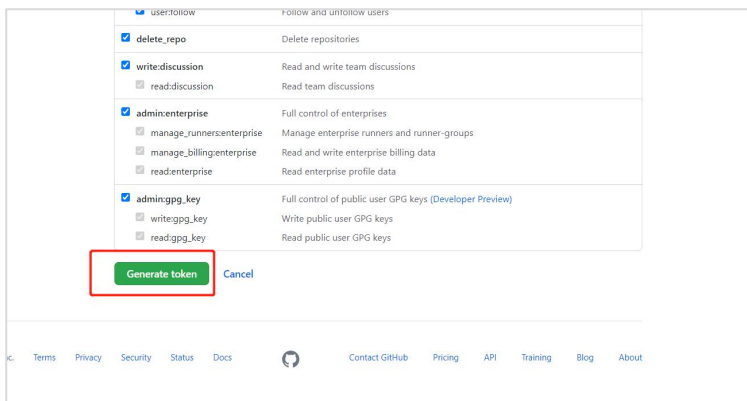 user:follow Follow and unfollow users
delete_repo Delete repositories
write:discussion Read and write team discussions
read:discussion Read team discussions
admin:enterprise Full control of enterprises
manage_runners:enterprise Manage enterprise runners and runner-groups
manage_billing:enterprise Read and write enterprise billing data
read:enterprise Read enterprise profile data
admin:gpg_key Full control of public user GPG keys (Developer Preview)
write:gpg_key Write public user GPG keys
read:gpg_key Read public user GPG keys
Generate token Cancel
nc. Terms Privacy Security Status Docs Contact GitHub Pricing API Training Blog About